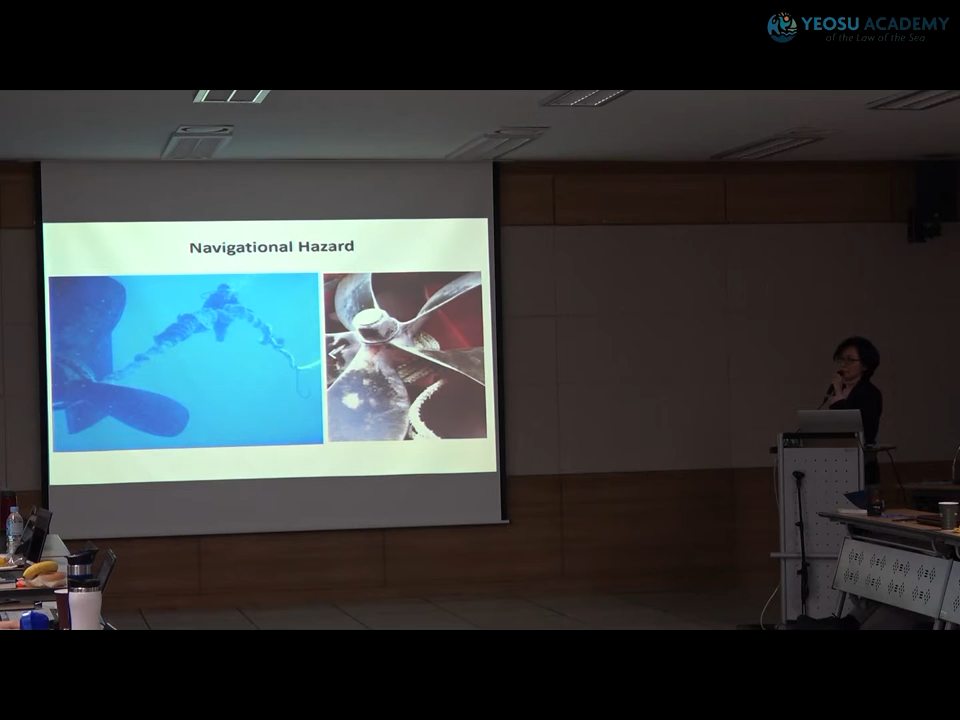 YEOSU ACADEMY
of the Law of the Sea
Navigational Hazard